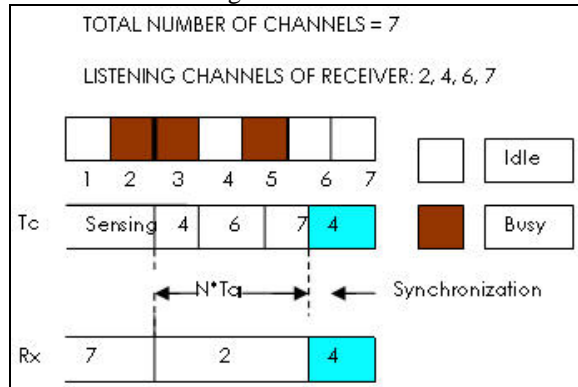 TOTAL NUMBER OF CHANNELS = 7
LISTENING CHANNELS OF RECEIVER: 2, 4, 6, 7
Idle
1 2 3 4 5 6 7
Tc Sensing 4 6 7 4 Busy
N*Ta Synchronization
Rx 7 2 4